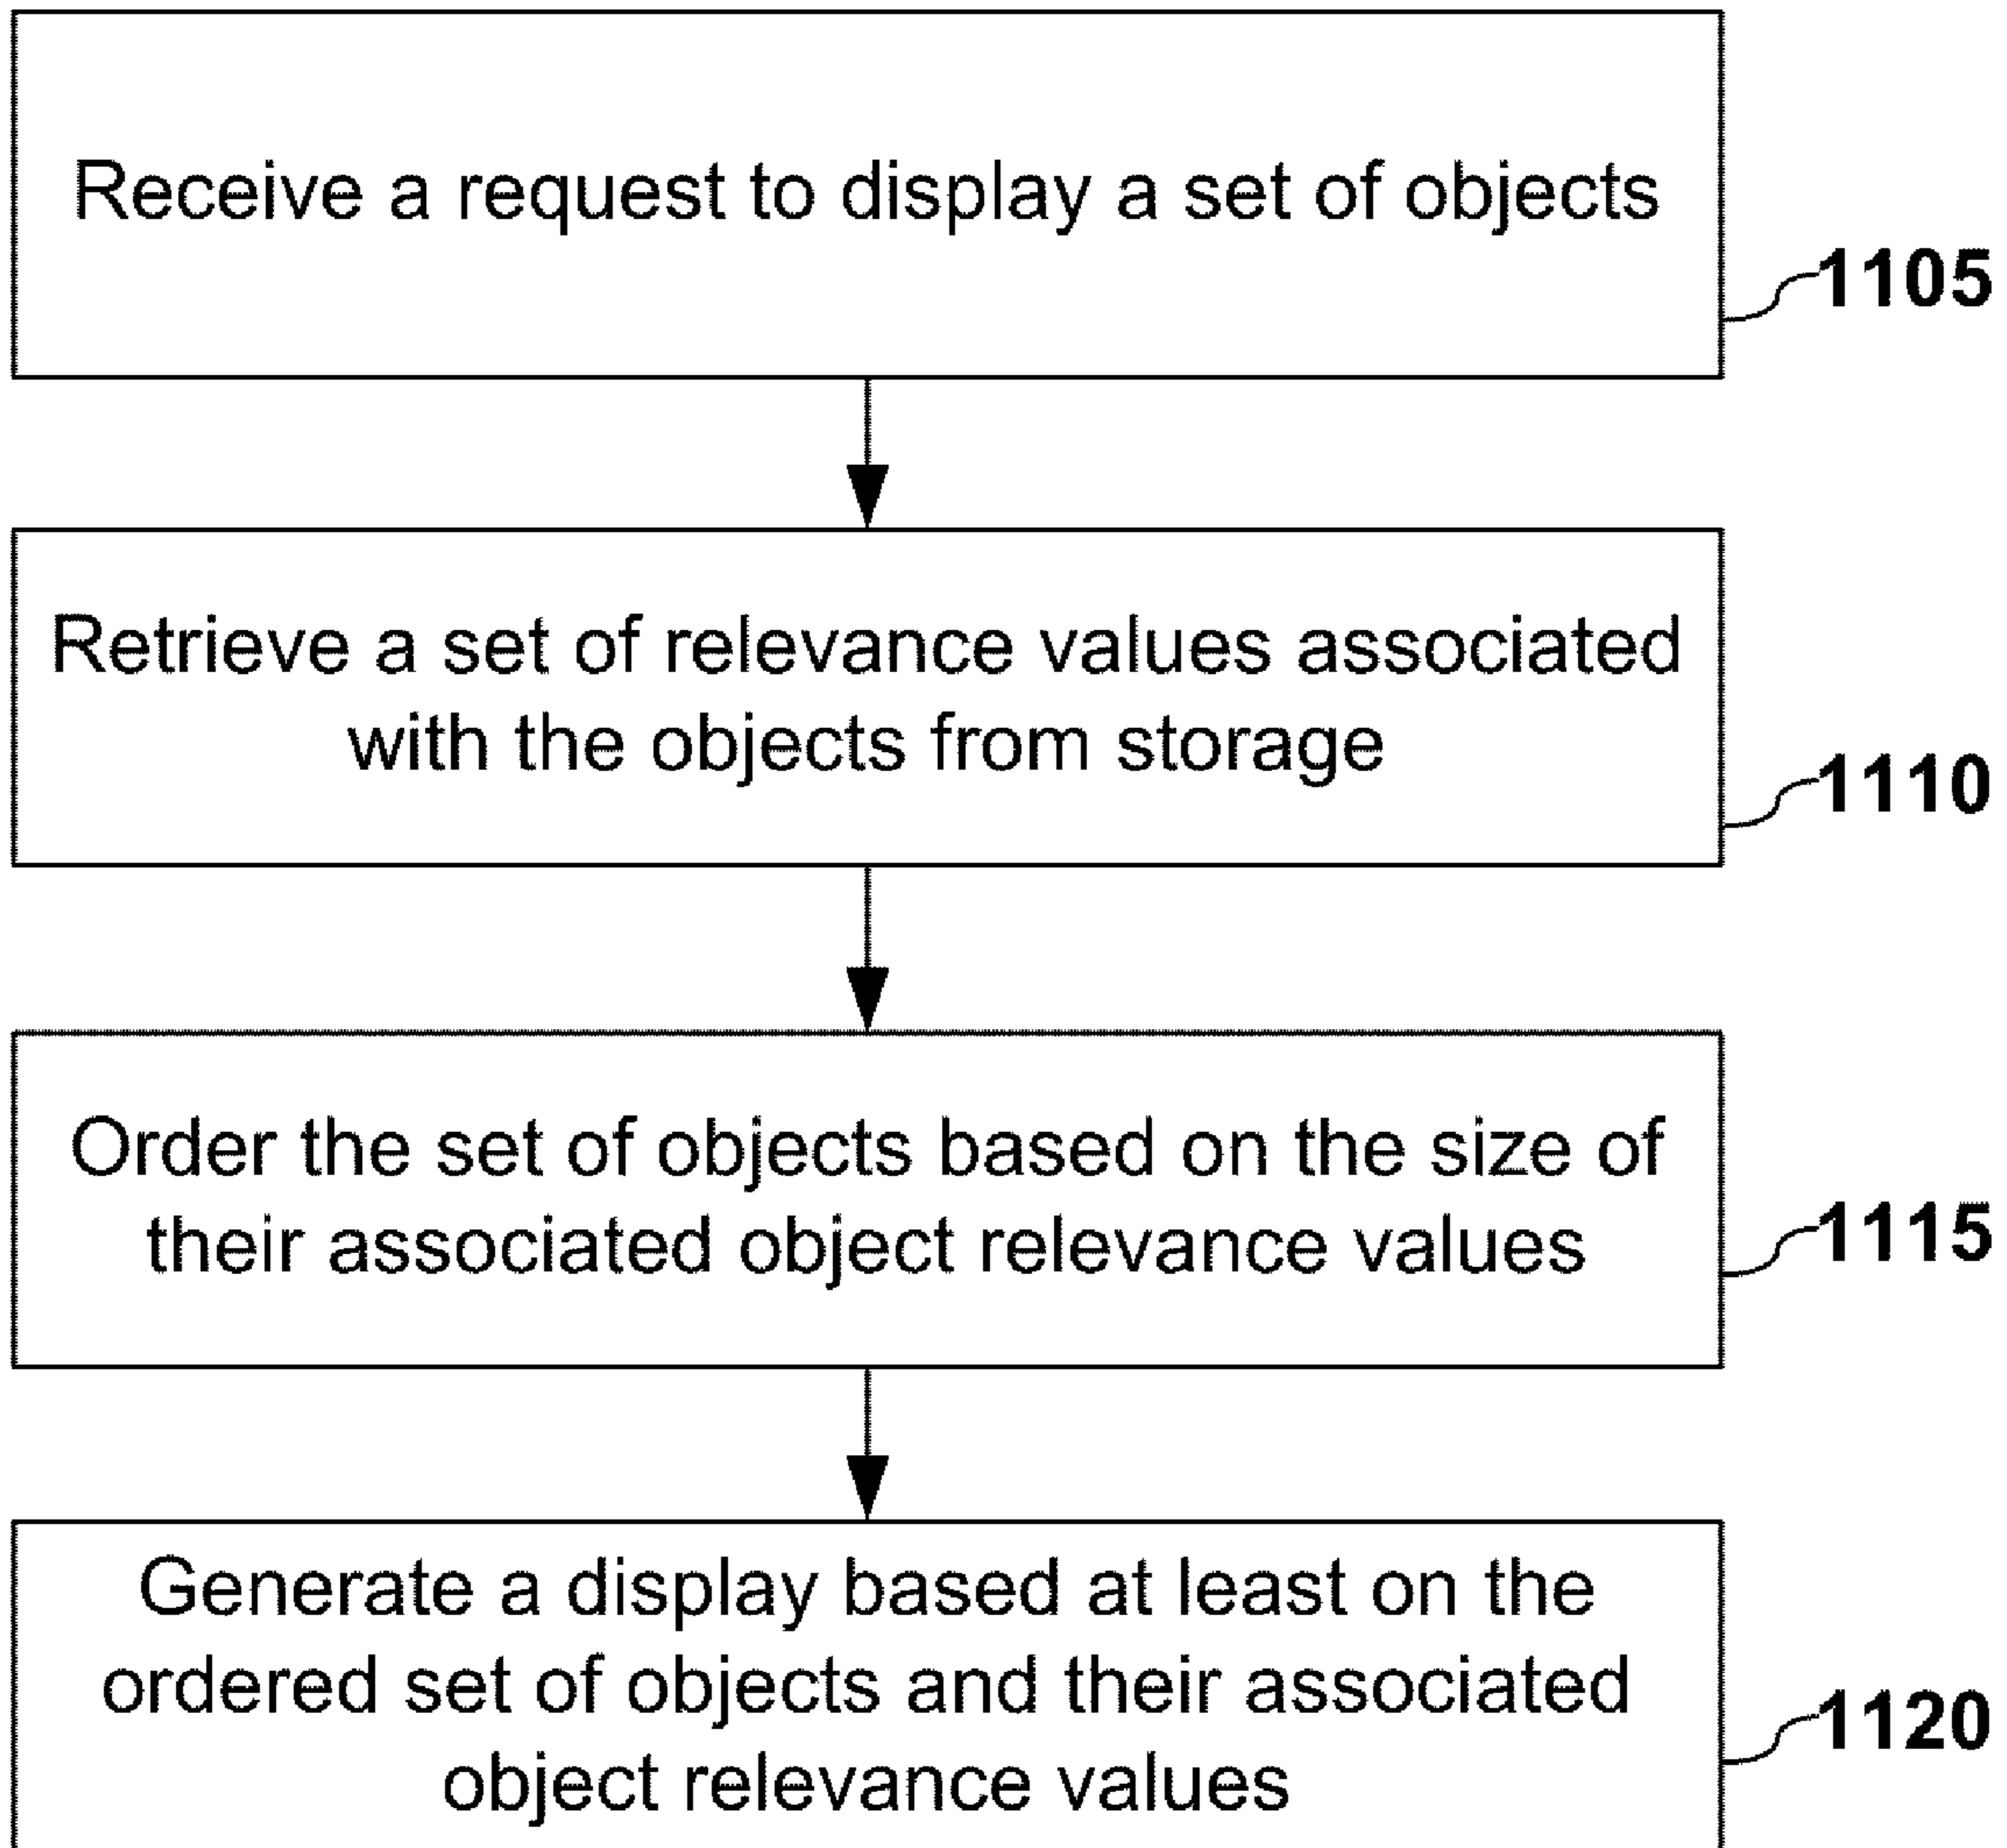 Receive a request to display a set of objects
1105
Retrieve a set of relevance values associated
with the objects from storage
1110
Order the set of objects based on the size of
their associated object relevance values
1115
Generate a display based at least on the
ordered set of objects and their associated
object relevance values
1120